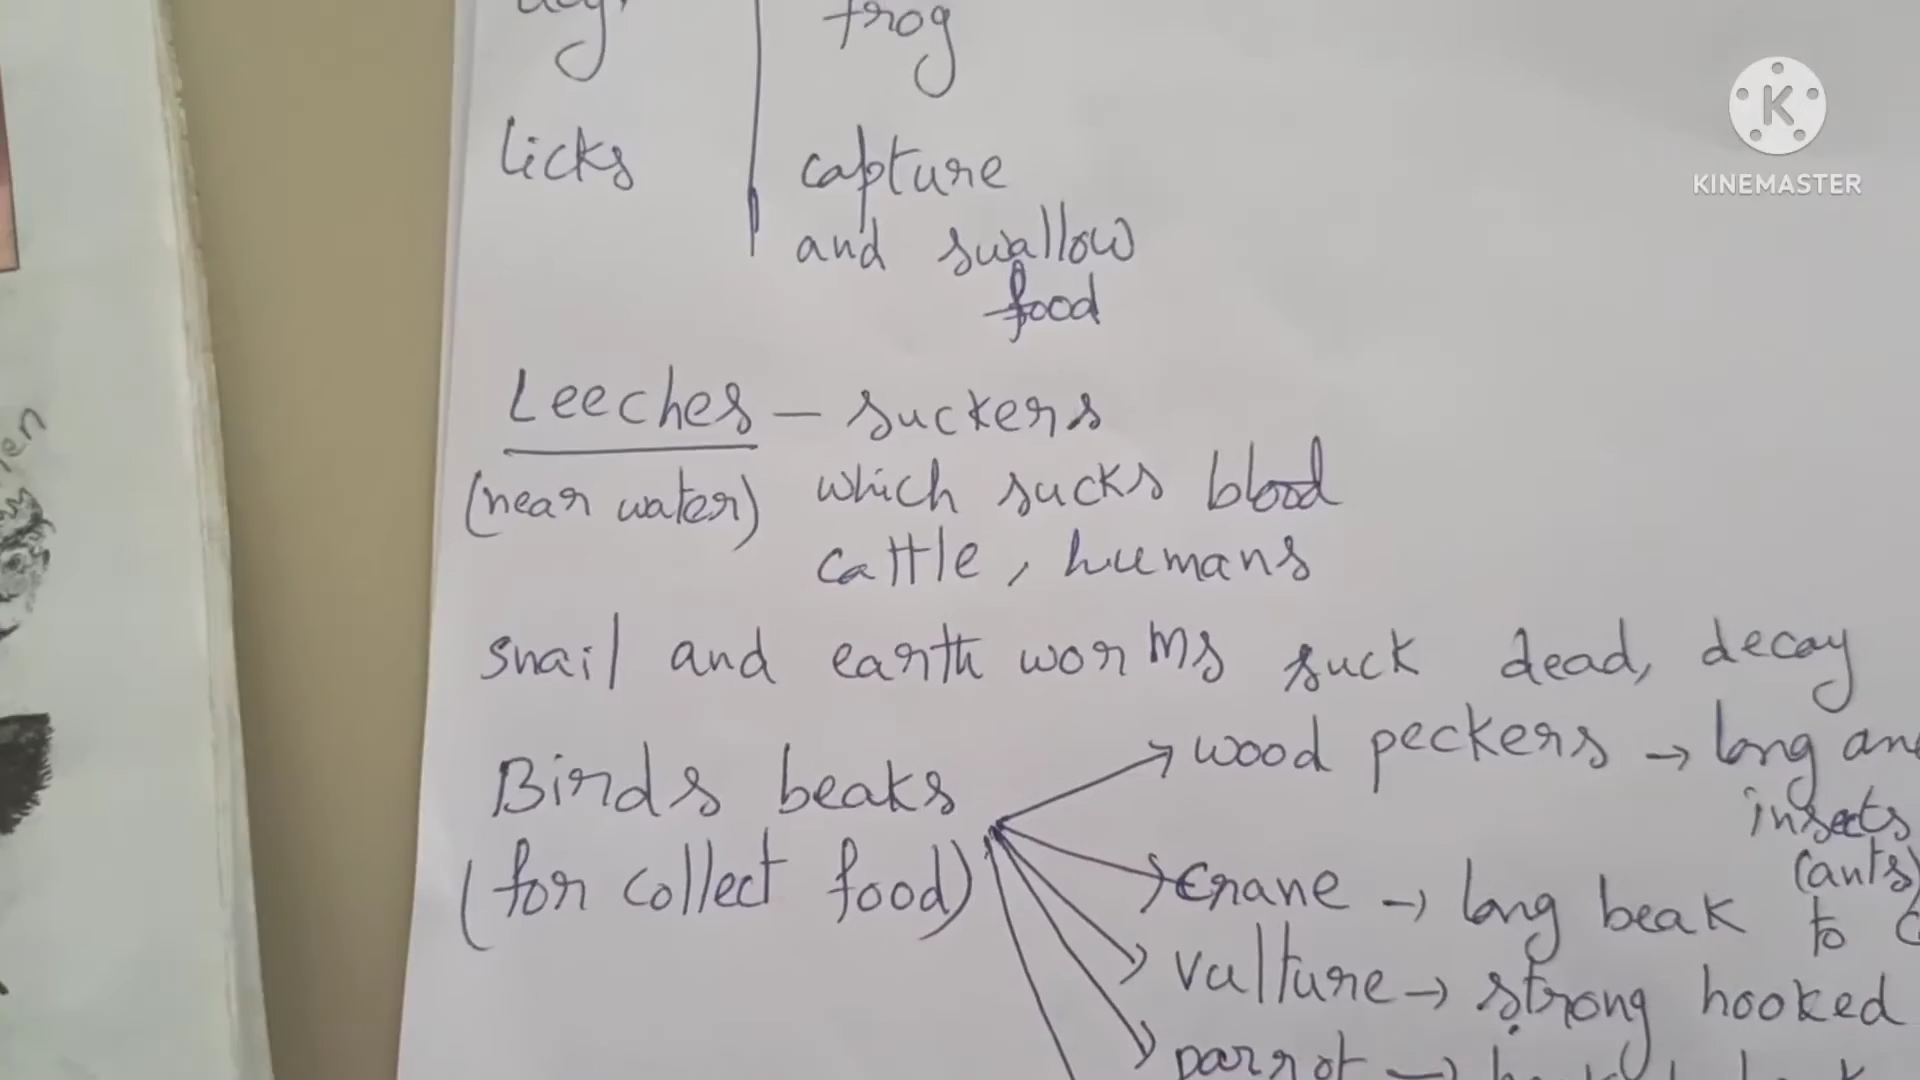 frog
licks
capture
and swallow
food
Leeches - suckers
(near water) which sucks blood
cattle, humans
snail and earth worms suck dead, decay
Birds beaks
(for collect food)
wood peckers → long
insects
(ants)
crane → long beak to
vulture → strong hooked
parrot →
K
KINEMASTER